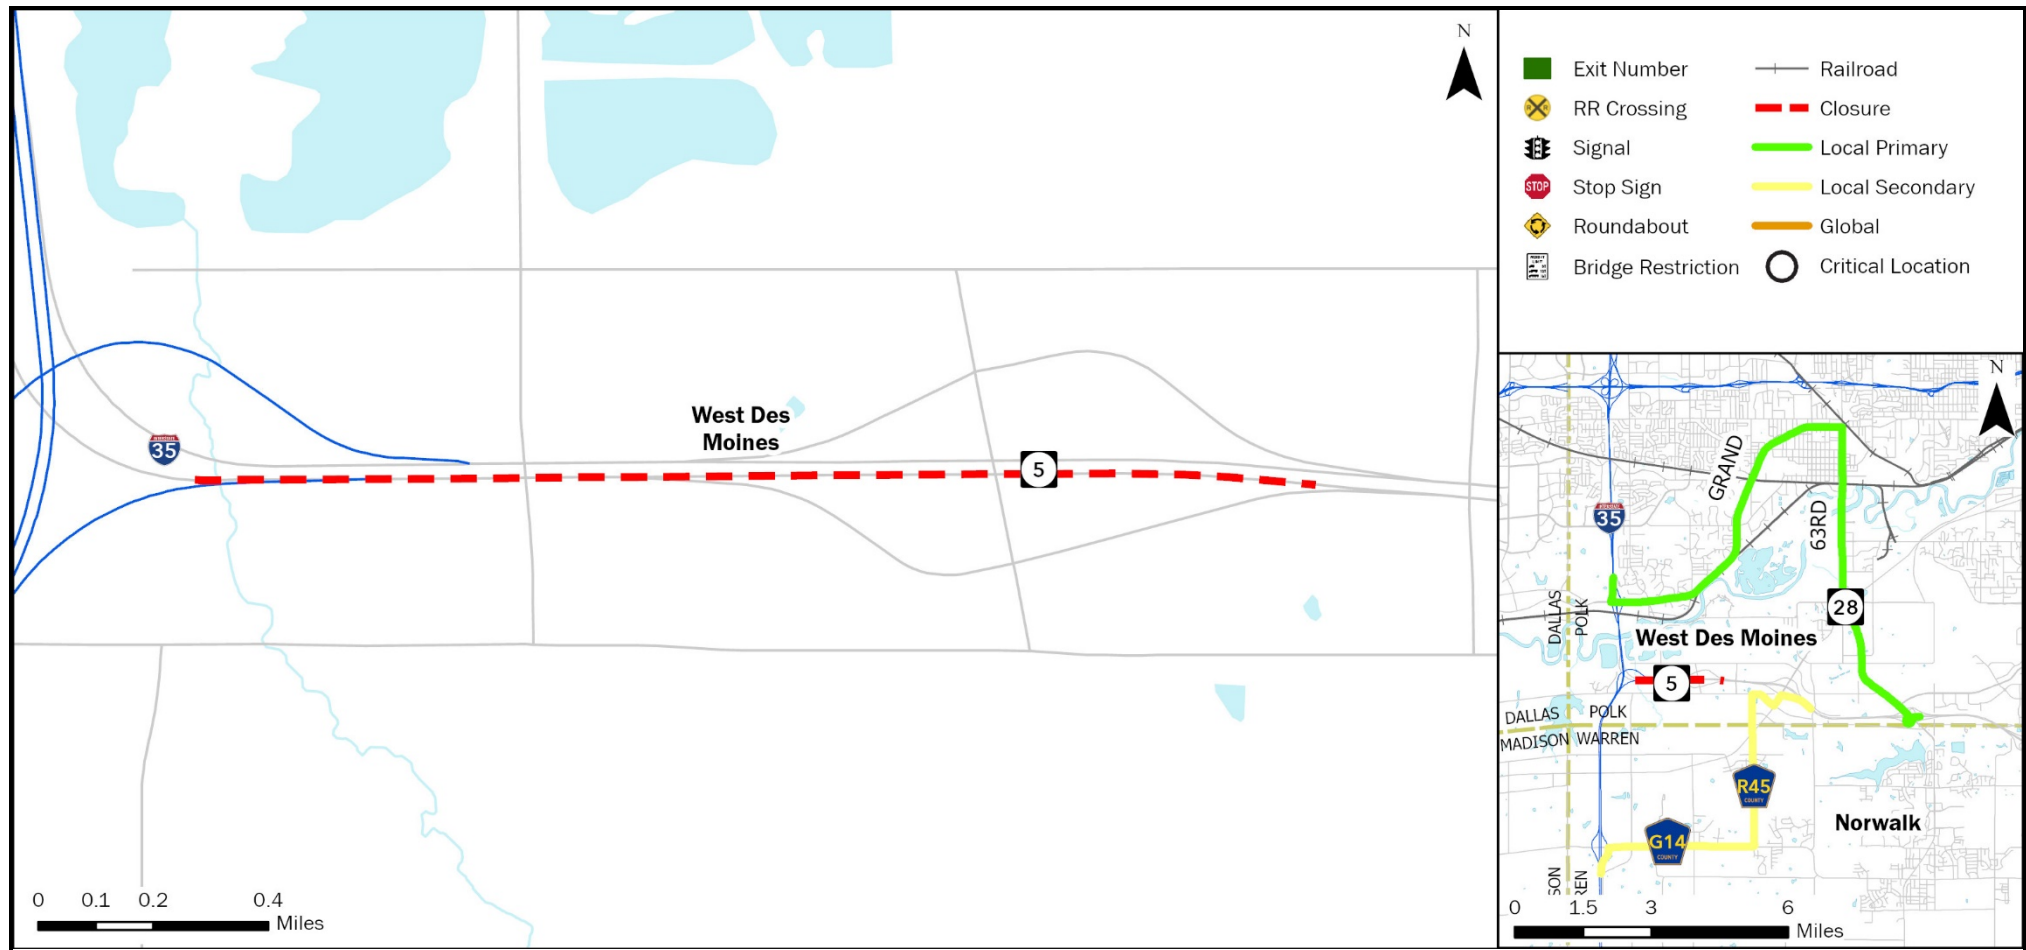 N
35
West Des
Moines
5
0 0.1 0.2 0.4
Miles
Exit Number
Railroad
RR Crossing
Closure
Signal
Local Primary
STOP
Stop Sign
Local Secondary
Roundabout
Global
Bridge Restriction
Critical Location
N
GRAND
35
63RD
DALLAS
POLK
28
West Des Moines
5
DALLAS POLK
MADISON WARREN
R45
COUNTY
Norwalk
G14
COUNTY
SON
REN
0 1.5 3 6
Miles